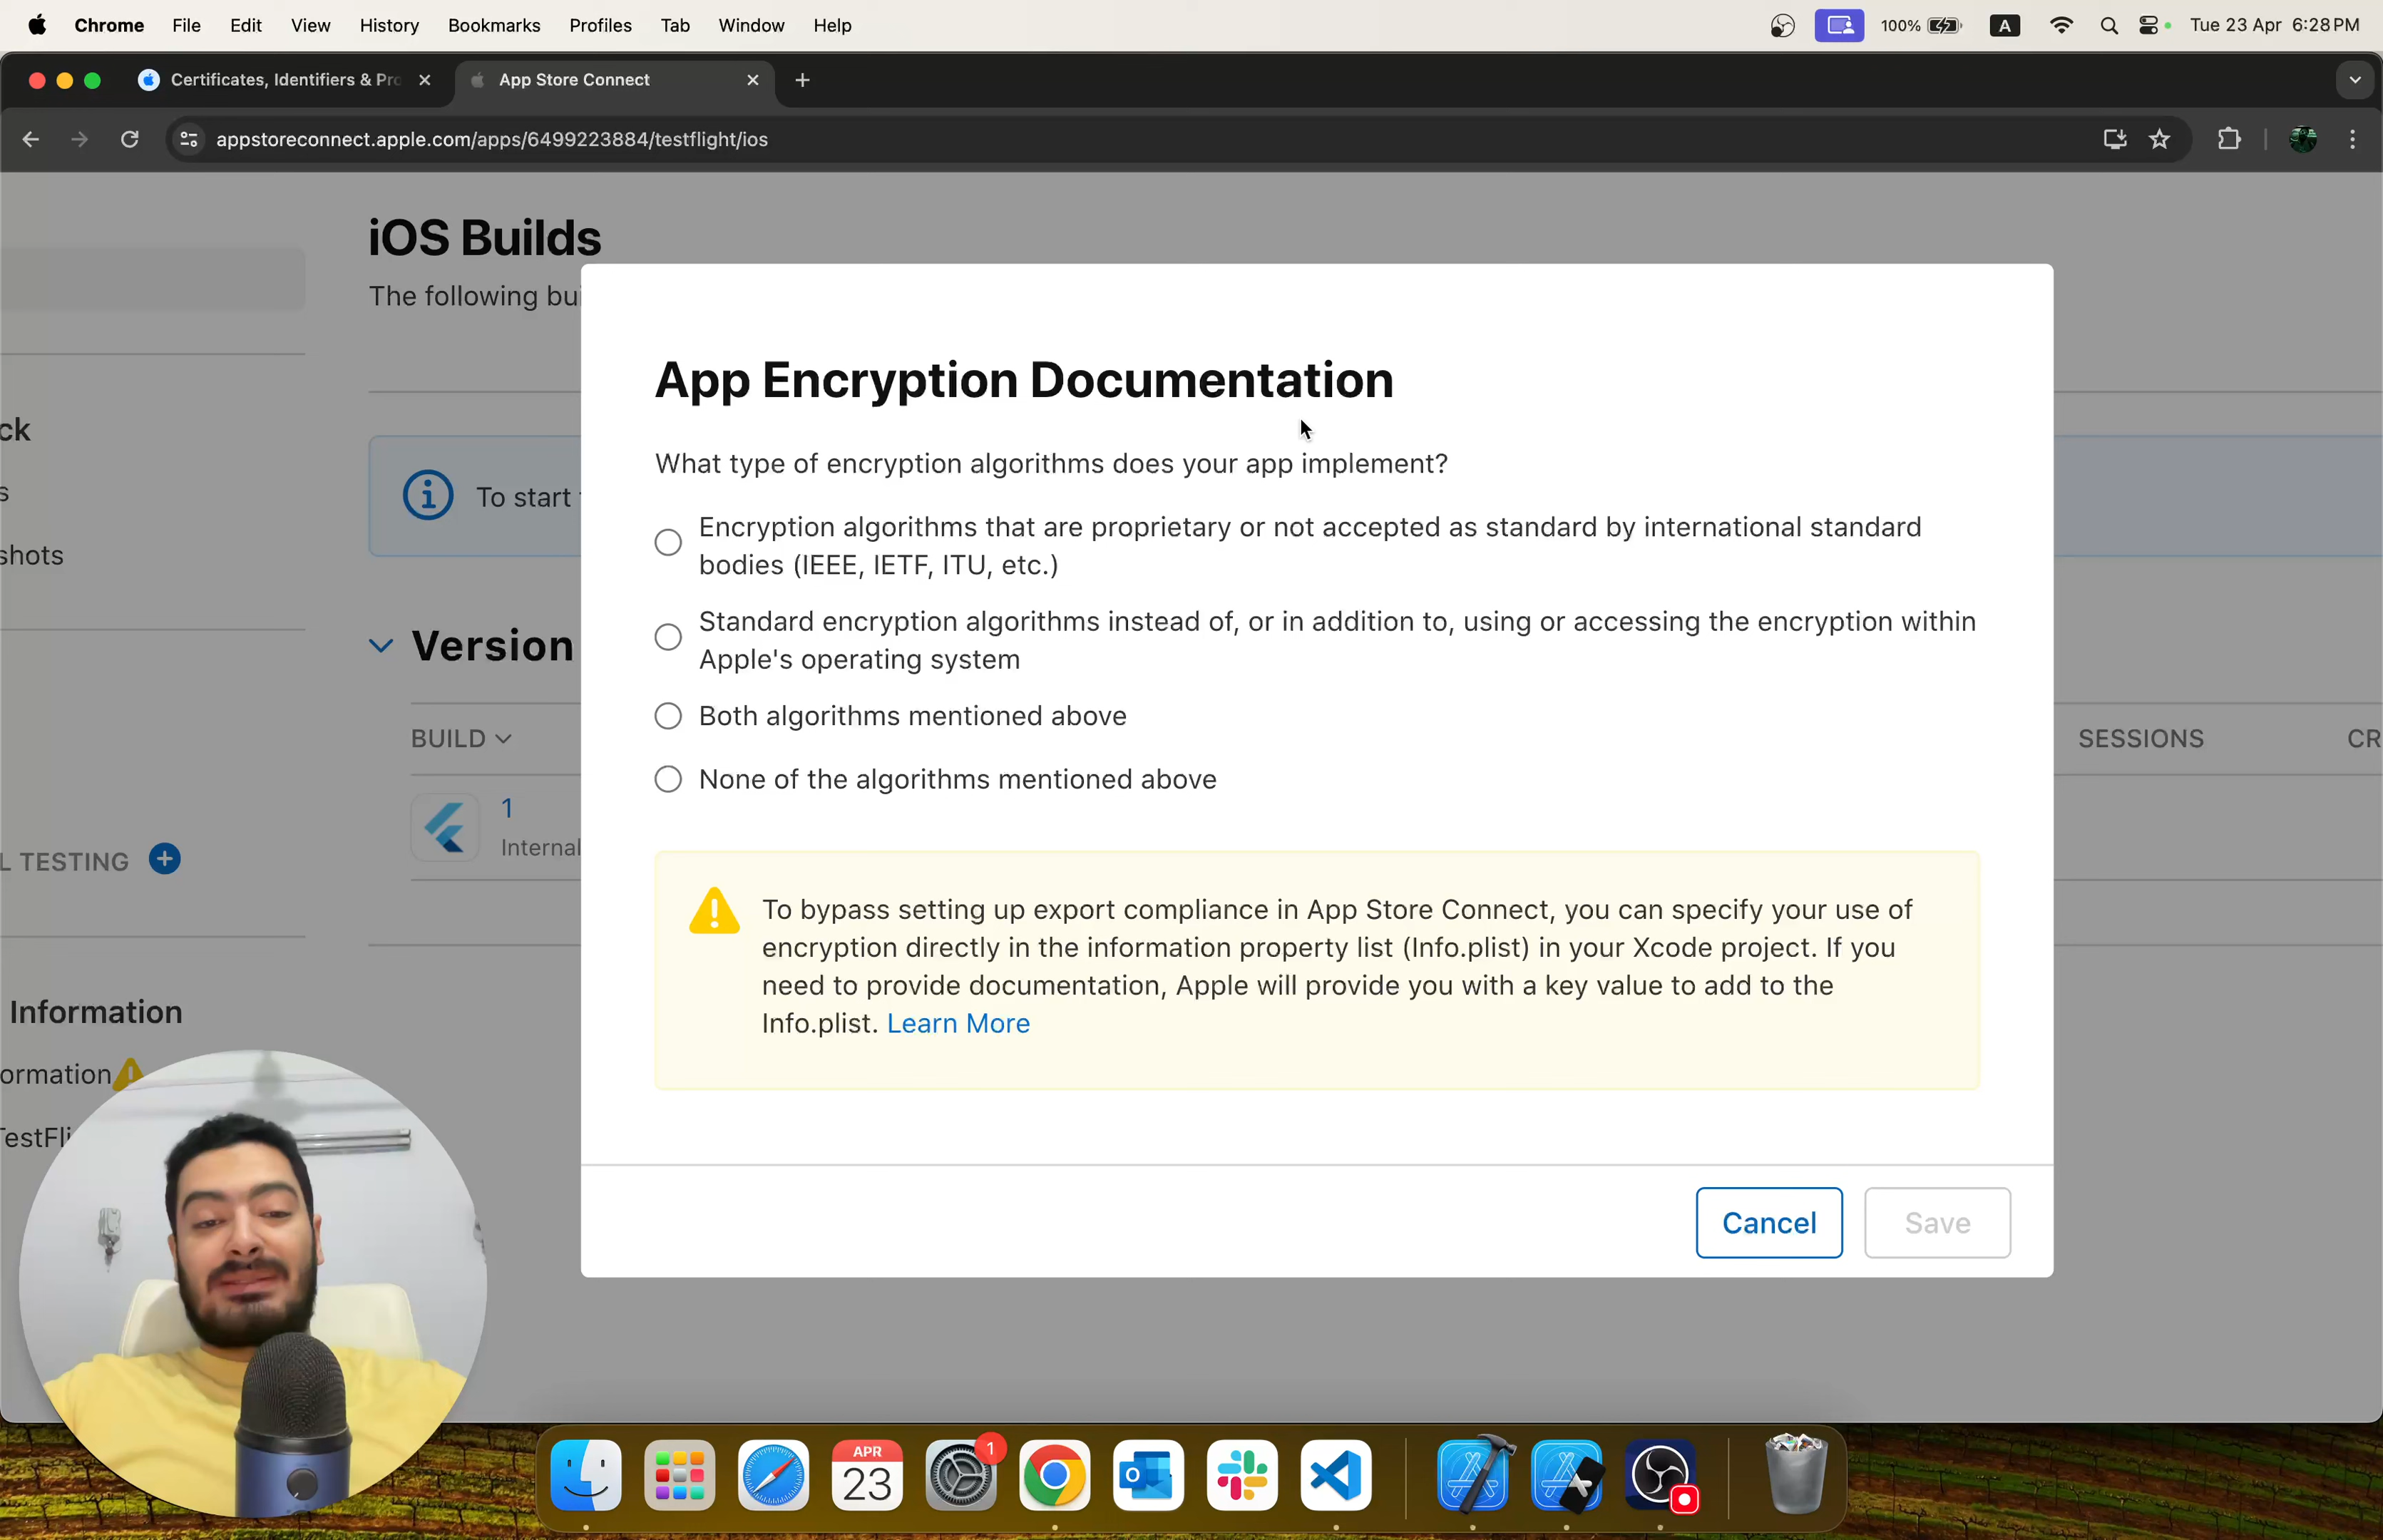 Chrome File Edit View History Bookmarks Profiles Tab Window Help
100% A Tue 23 Apr 6:28 PM
Certificates, Identifiers & Pro
App Store Connect
appstoreconnect.apple.com/apps/6499223884/testflight/ios
iOS Builds
The following bui
ck
s
shots
To start
Version
BUILD
SESSIONS
CR
1
Internal
L TESTING
Information
ormation
TestFli
App Encryption Documentation
What type of encryption algorithms does your app implement?
Encryption algorithms that are proprietary or not accepted as standard by international standard
bodies (IEEE, IETF, ITU, etc.)
Standard encryption algorithms instead of, or in addition to, using or accessing the encryption within
Apple's operating system
Both algorithms mentioned above
None of the algorithms mentioned above
To bypass setting up export compliance in App Store Connect, you can specify your use of
encryption directly in the information property list (Info.plist) in your Xcode project. If you
need to provide documentation, Apple will provide you with a key value to add to the
Info.plist. Learn More
Cancel
Save
APR
23
1